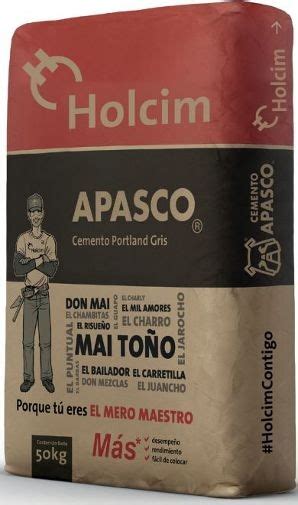 Holcim
APASCO®
Cemento Portland Gris
DON MAI
EL CHARLY
EL CHAMBITAS
EL GUAPO
EL MIL AMORES
EL RISUEÑO
EL CHARRO
EL PUNTUAL
MAI TOÑO
EL JAROCHO
EL BAILADOR
EL CARRETILLA
DON MEZCLAS
EL JUANCHO
Porque tú eres EL MERO MAESTRO
Contenido Neto
50kg
Más*
desempeño
rendimiento
fácil de colocar
CEMENTO
APASCO®
#HolcimContigo